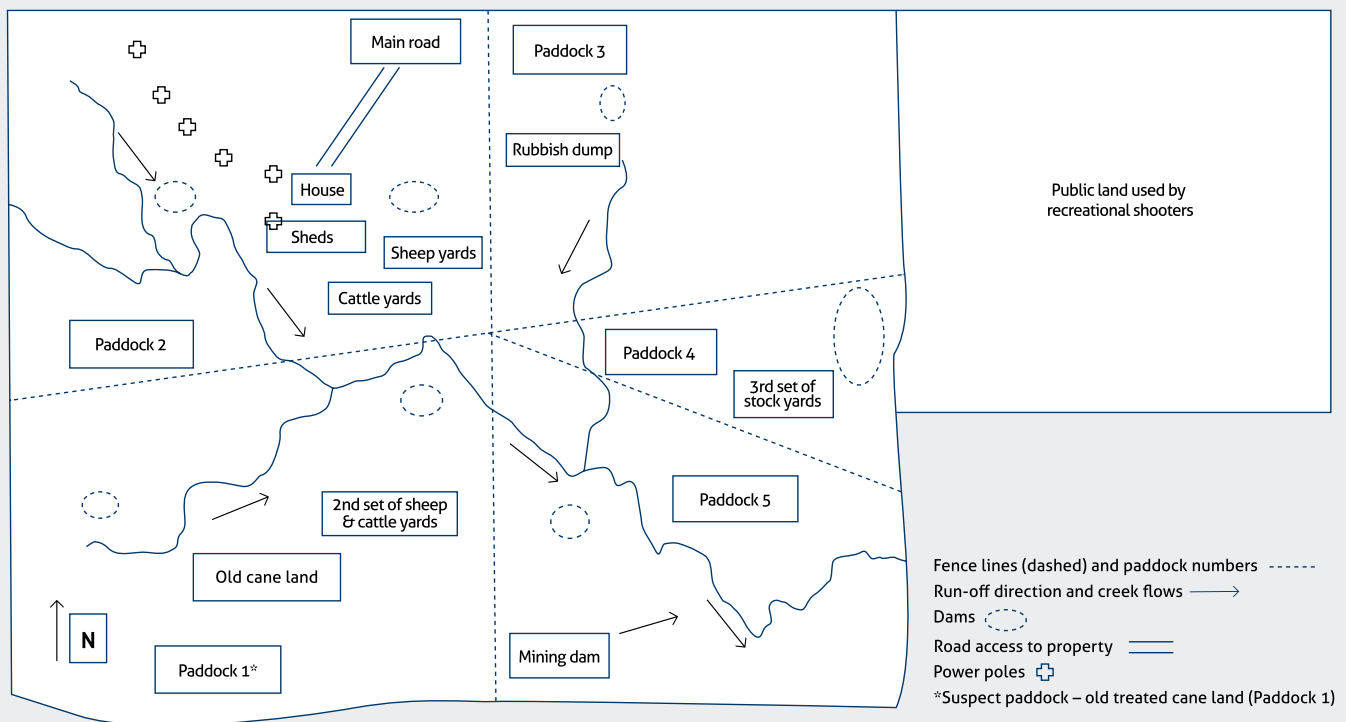 Main road
Paddock 3
Rubbish dump
House
Sheds
Sheep yards
Cattle yards
Public land used by
recreational shooters
Paddock 2
Paddock 4
3rd set of
stock yards
2nd set of sheep
& cattle yards
Paddock 5
Old cane land
N
Paddock 1*
Mining dam
Fence lines (dashed) and paddock numbers
Run-off direction and creek flows
Dams
Road access to property
Power poles
*Suspect paddock – old treated cane land (Paddock 1)